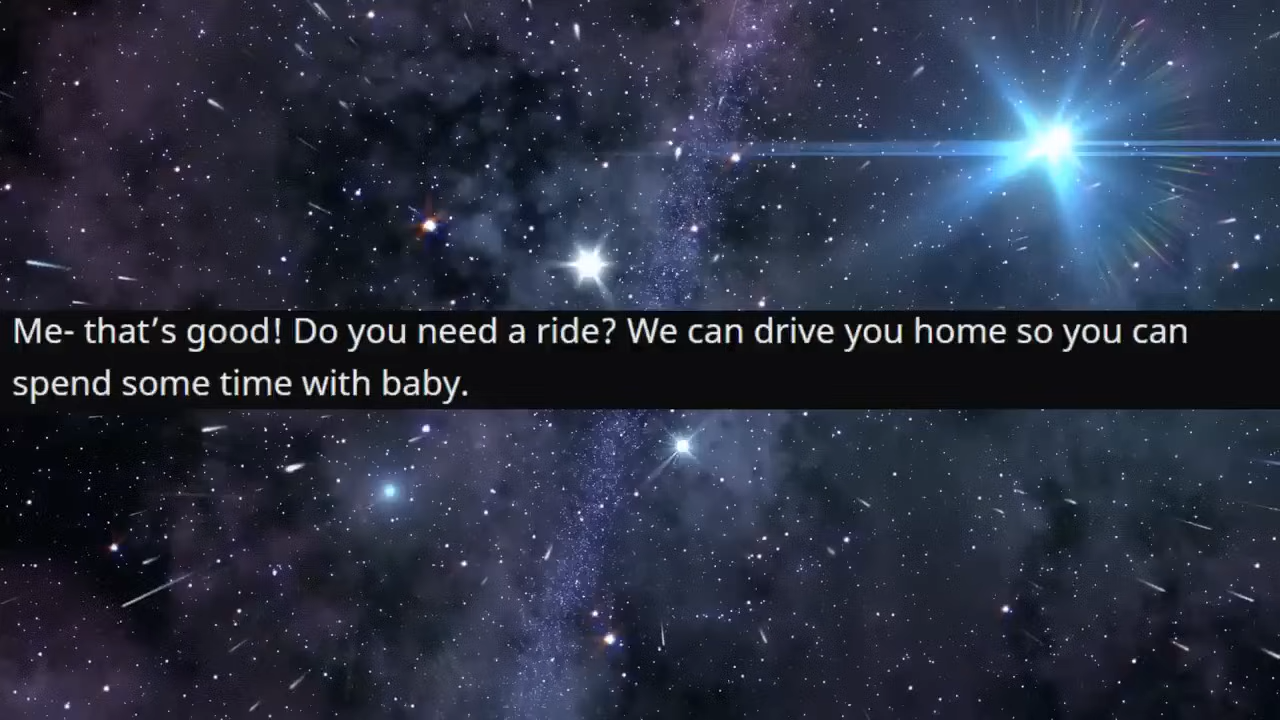 Me- that’s good! Do you need a ride? We can drive you home so you can
spend some time with baby.